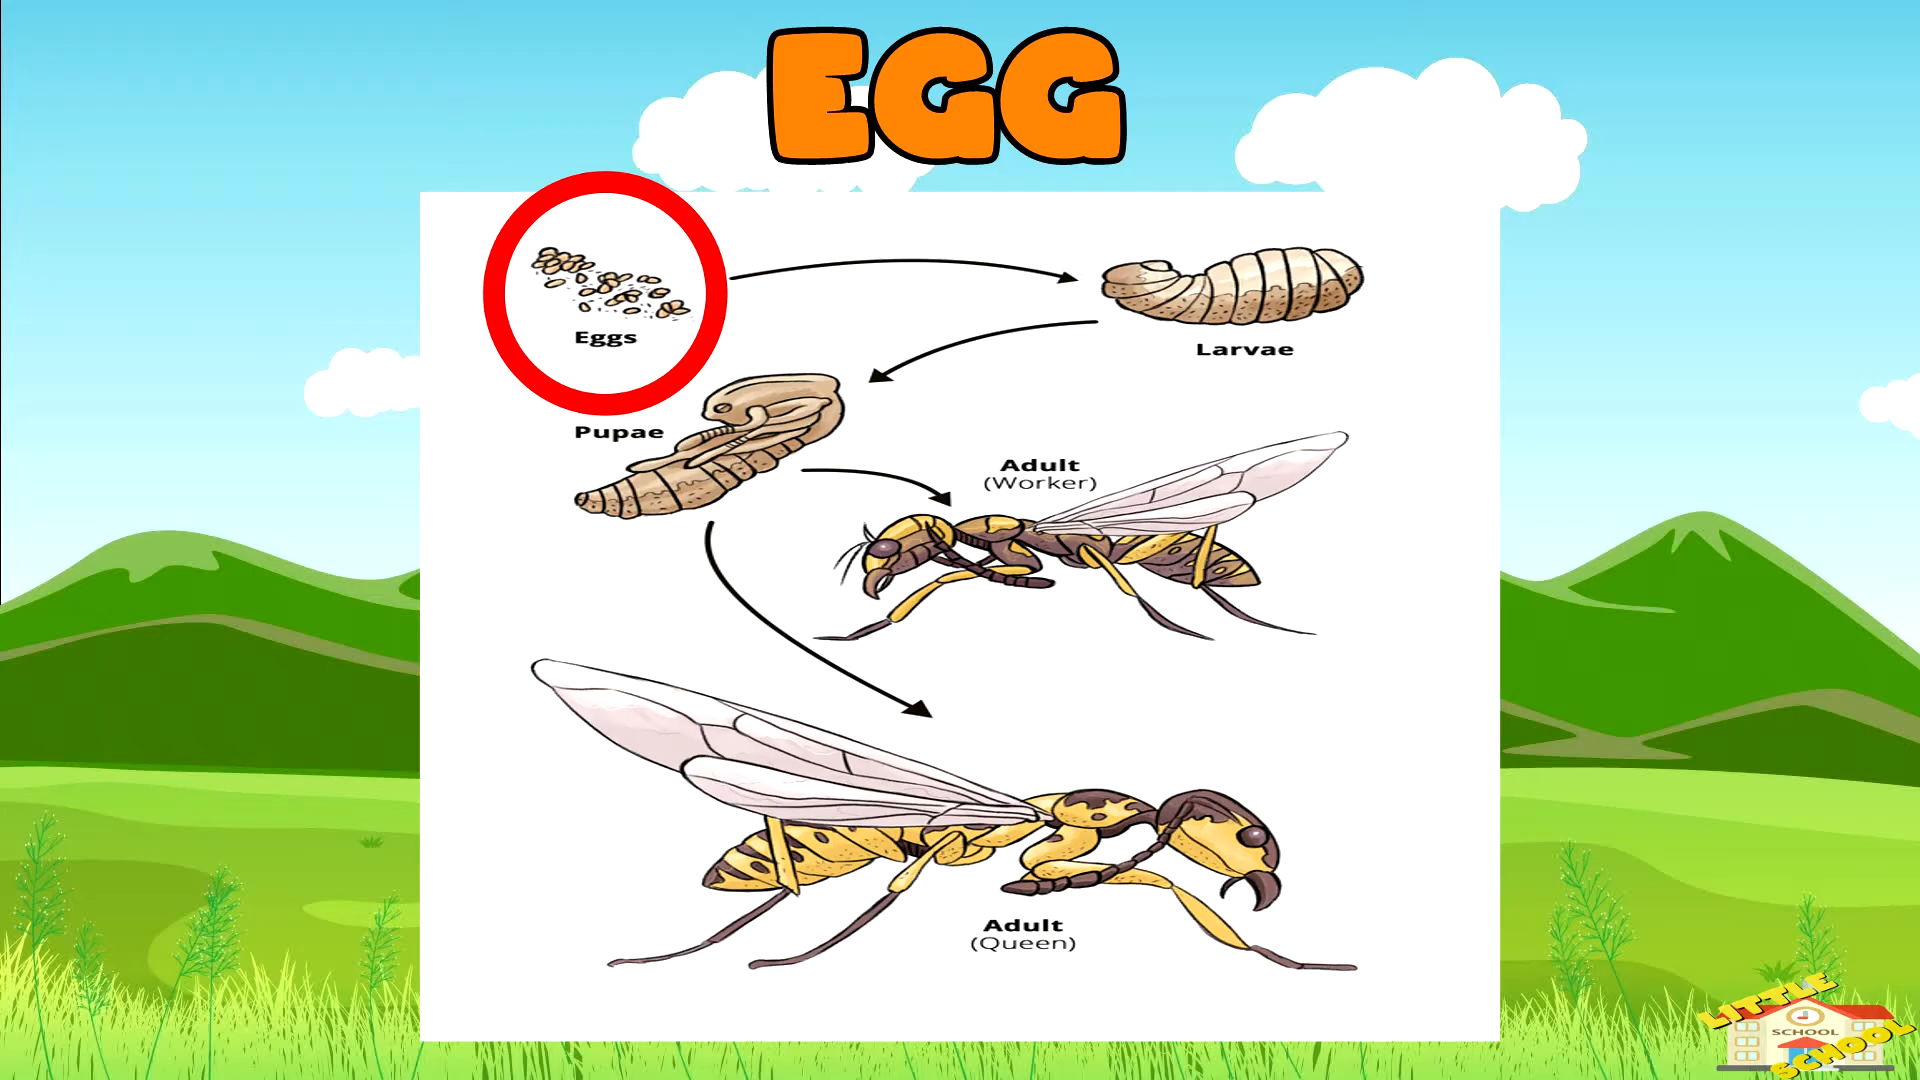 EGG
Eggs
Larvae
Pupae
Adult
(Worker)
Adult
(Queen)
LITTLE
SCHOOL
SCHOOL